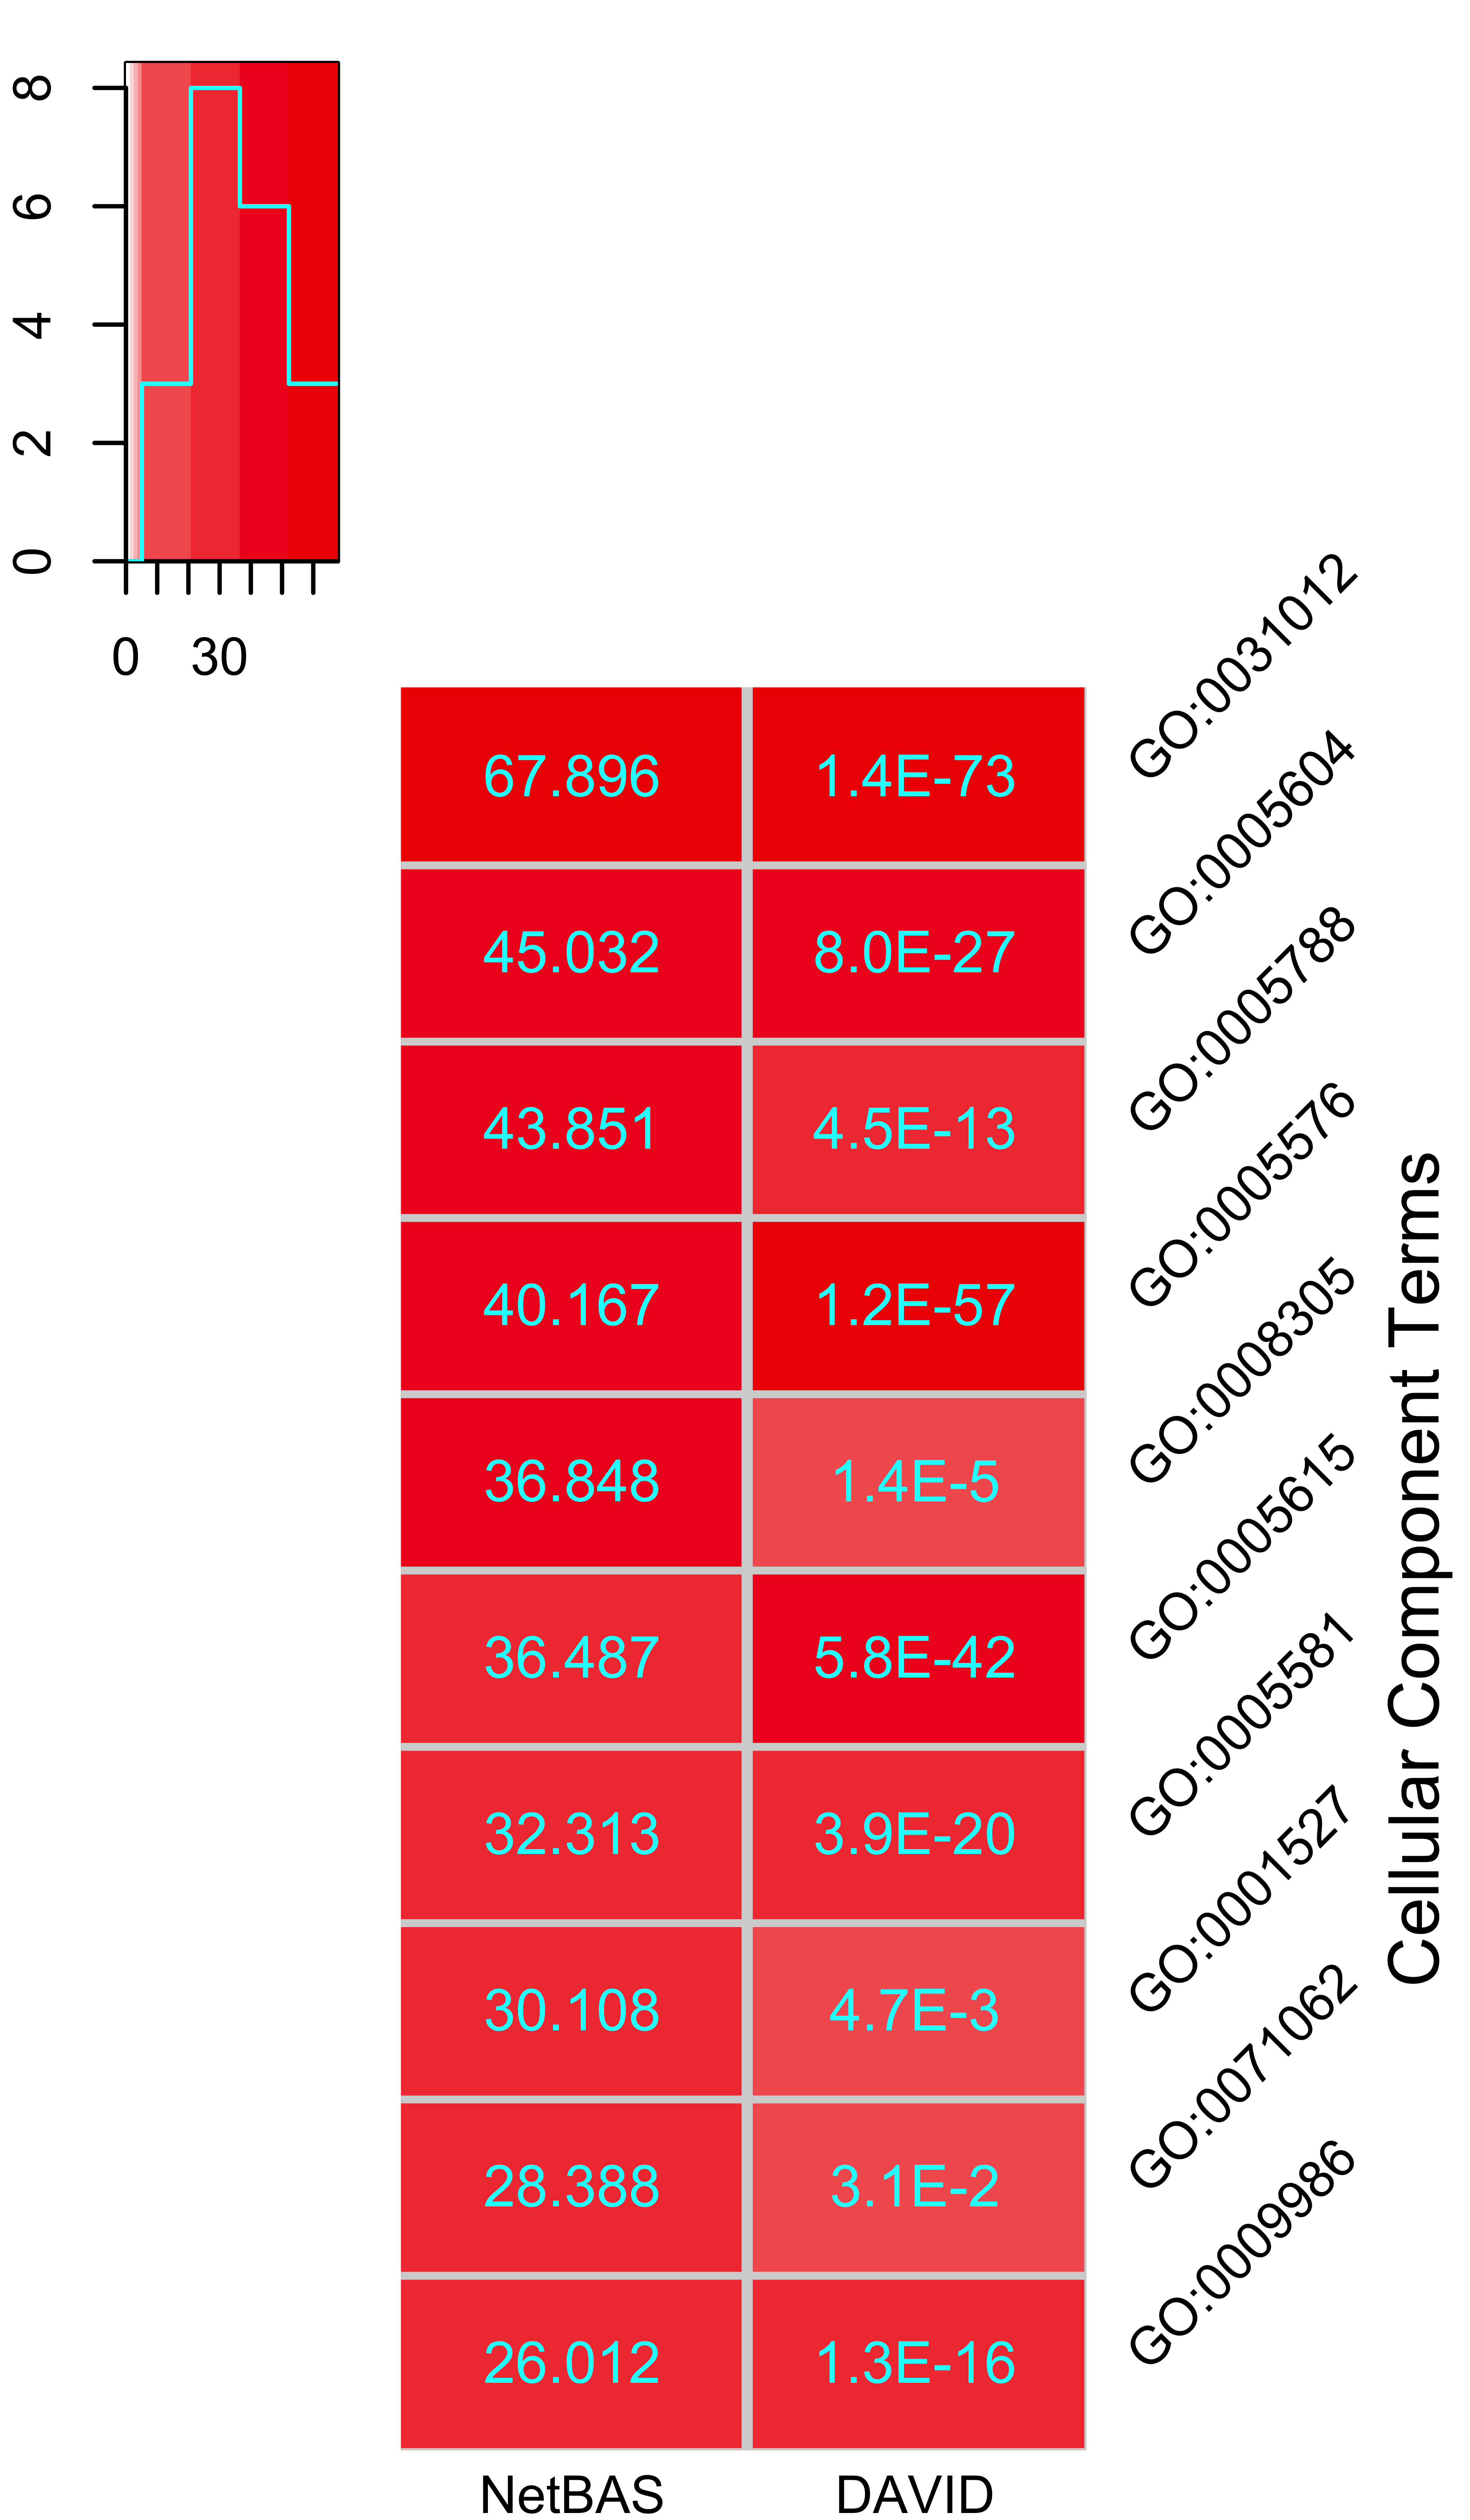 8
6
4
2
0
0 30
67.896 1.4E-73 GO:0031012
45.032 8.0E-27 GO:0005604
43.851 4.5E-13 GO:0005788
40.167 1.2E-57 GO:0005576
36.848 1.4E-5 GO:0008305
36.487 5.8E-42 GO:0005615
32.313 3.9E-20 GO:0005581
30.108 4.7E-3 GO:0001527
28.388 3.1E-2 GO:0071062
26.012 1.3E-16 GO:0009986
Cellular Component Terms
NetBAS DAVID